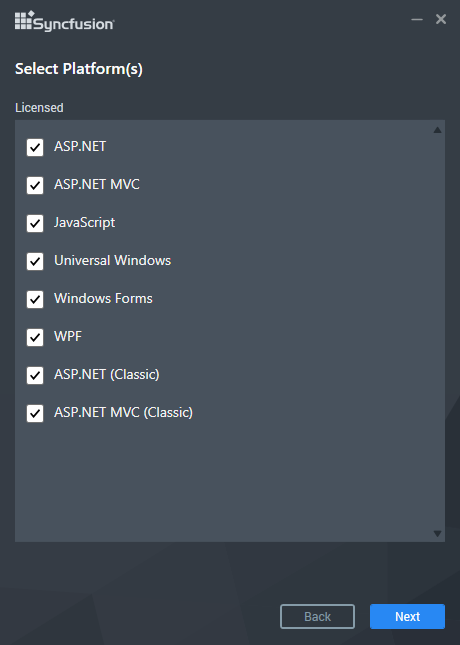 Syncfusion®
Select Platform(s)
Licensed
ASP.NET
ASP.NET MVC
JavaScript
Universal Windows
Windows Forms
WPF
ASP.NET (Classic)
ASP.NET MVC (Classic)
Back
Next